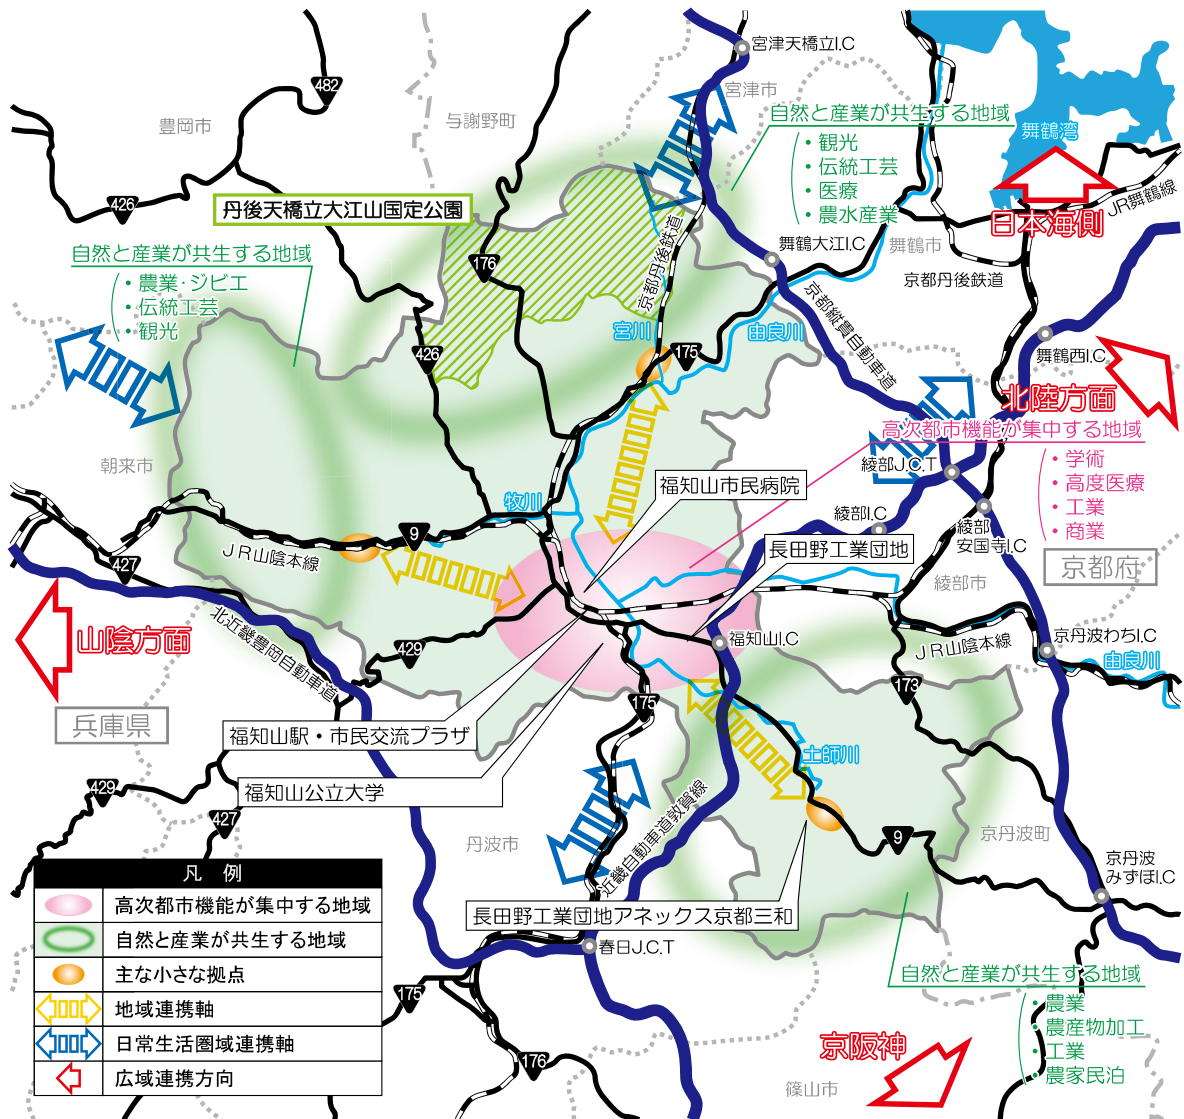 宮津天橋立I.C
宮津市
482
豊岡市
与謝野町
自然と産業が共生する地域
・観光
・伝統工芸
・医療
・農水産業
舞鶴湾
JR舞鶴線
日本海側
426
丹後天橋立大江山国定公園
176
京都丹後鉄道
舞鶴大江I.C
舞鶴市
京都丹後鉄道
自然と産業が共生する地域
・農業・ジビエ
・伝統工芸
・観光
宮川
由良川
京都縦貫自動車道
175
426
舞鶴西I.C
北陸方面
高次都市機能が集中する地域
・学術
・高度医療
・工業
・商業
朝来市
綾部J.C.T
福知山市民病院
牧川
綾部I.C
綾部
安国寺I.C
9
JR山陰本線
長田野工業団地
京都府
427
綾部市
山陰方面
北近畿豊岡自動車道
429
福知山I.C
JR山陰本線
京丹波わちI.C
由良川
173
兵庫県
175
福知山駅・市民交流プラザ
土師川
福知山公立大学
429
427
近畿自動車道敦賀線
丹波市
9
京丹波町
京丹波
みずほI.C
長田野工業団地アネックス京都三和
春日J.C.T
自然と産業が共生する地域
・農業
・農産物加工
・工業
・農家民泊
175
176
京阪神
篠山市
凡例
高次都市機能が集中する地域
自然と産業が共生する地域
主な小さな拠点
地域連携軸
日常生活圏域連携軸
広域連携方向